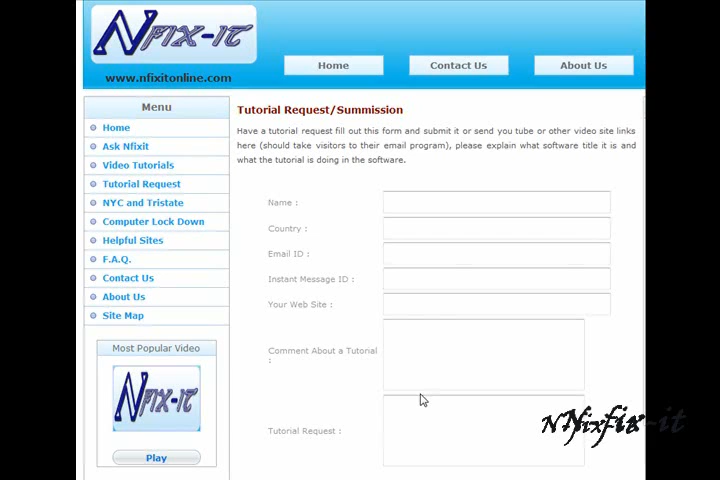 NFIX-IT
www.nfixitonline.com
Home
Contact Us
About Us
Menu
Home
Ask Nfixit
Video Tutorials
Tutorial Request
NYC and Tristate
Computer Lock Down
Helpful Sites
F.A.Q.
Contact Us
About Us
Site Map
Most Popular Video
NFIX-IT
Play
Tutorial Request/Summission
Have a tutorial request fill out this form and submit it or send you tube or other video site links
here (should take visitors to their email program), please explain what software title it is and
what the tutorial is doing in the software.
Name :
Country :
Email ID :
Instant Message ID :
Your Web Site :
Comment About a Tutorial
:
Tutorial Request :